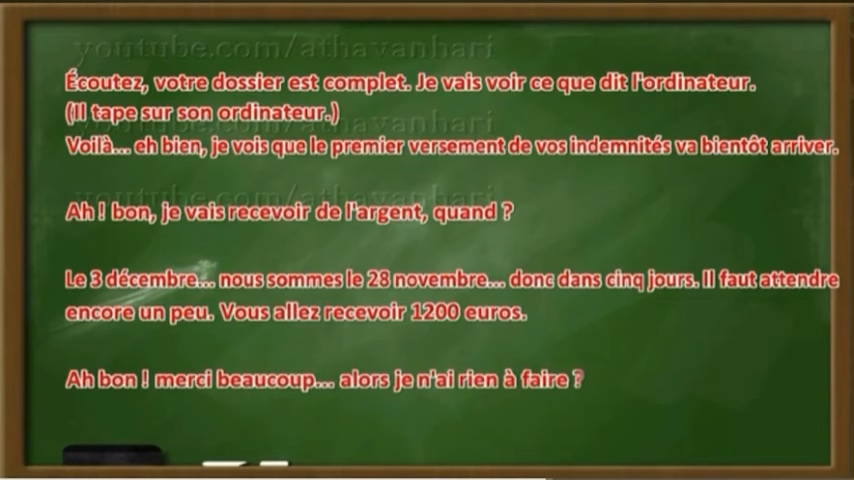 youtube.com/athavanhari
Écoutez, votre dossier est complet. Je vais voir ce que dit l'ordinateur.
(Il tape sur son ordinateur.)
youtube.com/athavanhari
Voilà... eh bien, je vois que le premier versement de vos indemnités va bientôt arriver.
youtube.com/athavanhari
Ah ! bon, je vais recevoir de l'argent, quand ?
Le 3 décembre... nous sommes le 28 novembre... donc dans cinq jours. Il faut attendre
encore un peu. Vous allez recevoir 1200 euros.
Ah bon ! merci beaucoup... alors je n'ai rien à faire ?